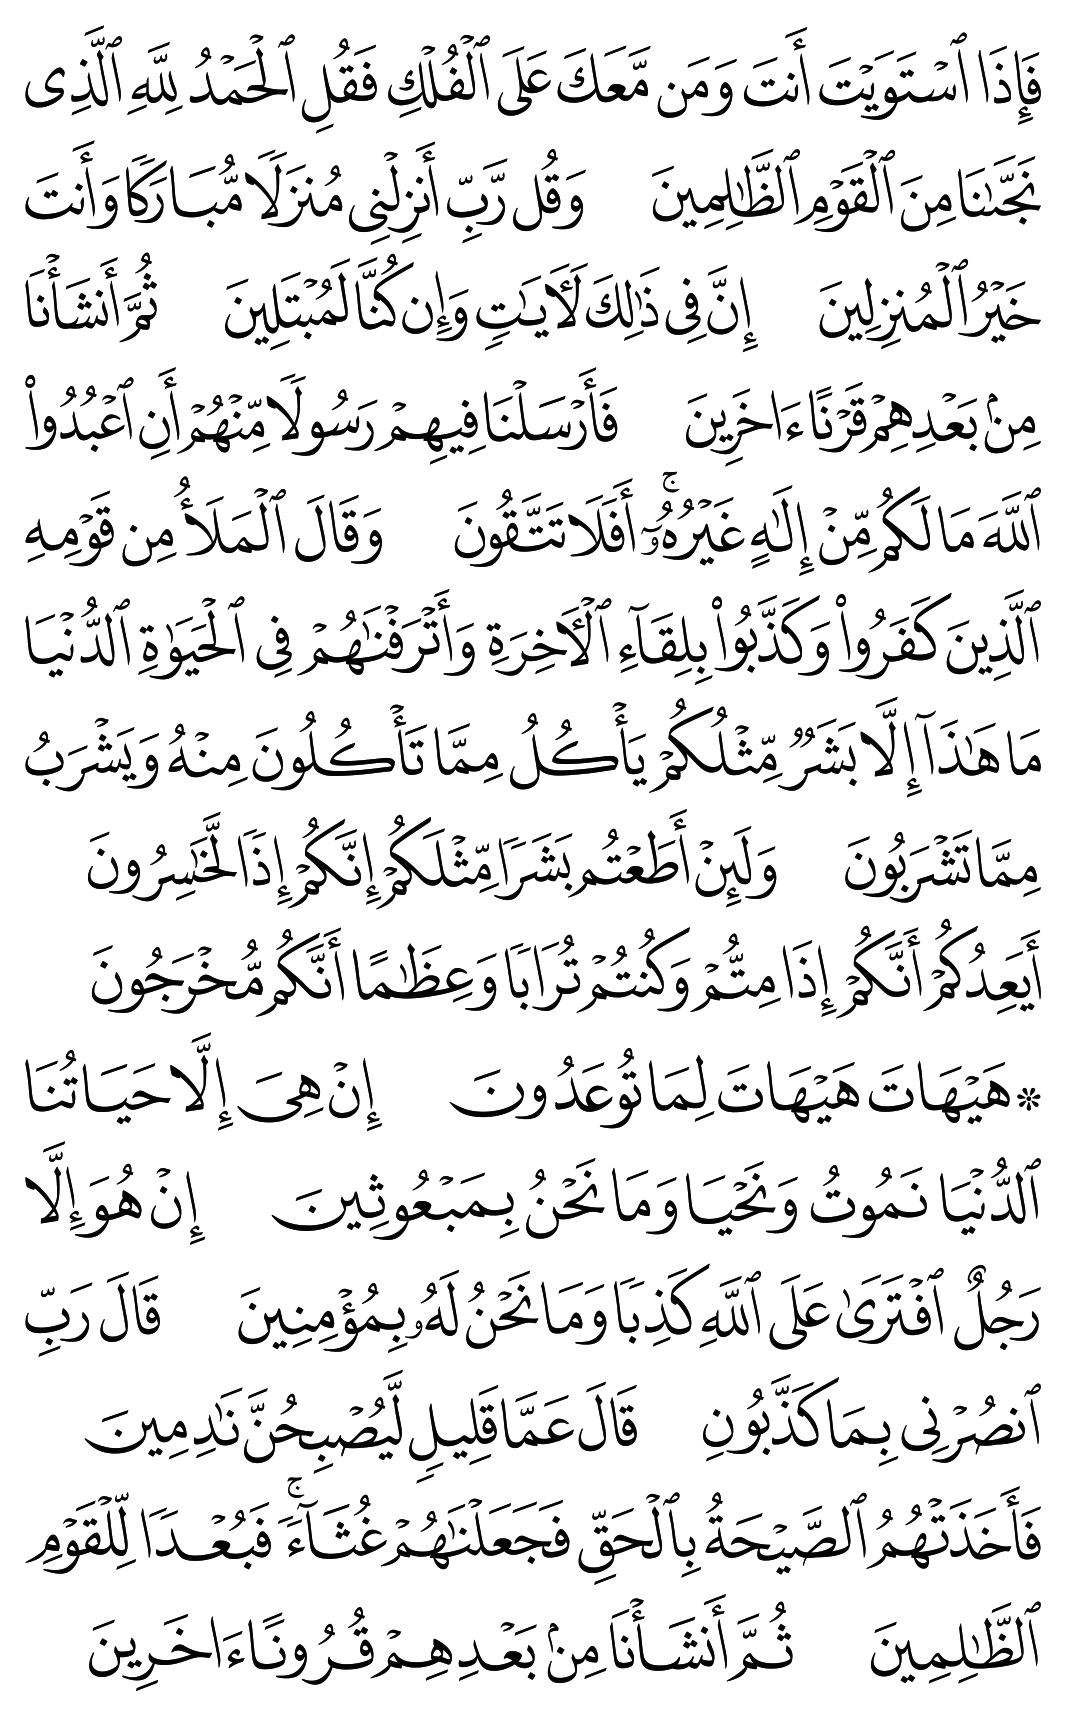 فَإِذَا ٱسۡتَوَيۡتَ أَنتَ وَمَن مَّعَكَ عَلَى ٱلۡفُلۡكِ فَقُلِ ٱلۡحَمۡدُ لِلَّهِ ٱلَّذِى
نَجَّىٰنَا مِنَ ٱلۡقَوۡمِ ٱلظَّٰلِمِينَ وَقُل رَّبِّ أَنزِلۡنِى مُنزَلٗا مُّبَارَكٗا وَأَنتَ
خَيۡرُ ٱلۡمُنزِلِينَ إِنَّ فِى ذَٰلِكَ لَأٓيَٰتٖ وَإِن كُنَّا لَمُبۡتَلِينَ ثُمَّ أَنشَأۡنَا
مِنۢ بَعۡدِهِمۡ قَرۡنًا ءَاخَرِينَ فَأَرۡسَلۡنَا فِيهِمۡ رَسُولٗا مِّنۡهُمۡ أَنِ ٱعۡبُدُواْ
ٱللَّهَ مَا لَكُم مِّنۡ إِلَٰهٍ غَيۡرُهُۥٓۚ أَفَلَا تَتَّقُونَ وَقَالَ ٱلۡمَلَأُ مِن قَوۡمِهِ
ٱلَّذِينَ كَفَرُواْ وَكَذَّبُواْ بِلِقَآءِ ٱلۡأٓخِرَةِ وَأَتۡرَفۡنَٰهُمۡ فِى ٱلۡحَيَوٰةِ ٱلدُّنۡيَا
مَا هَٰذَآ إِلَّا بَشَرٞ مِّثۡلُكُمۡ يَأۡكُلُ مِمَّا تَأۡكُلُونَ مِنۡهُ وَيَشۡرَبُ
مِمَّا تَشۡرَبُونَ وَلَئِنۡ أَطَعۡتُم بَشَرٗا مِّثۡلَكُمۡ إِنَّكُمۡ إِذٗا لَّخَٰسِرُونَ
أَيَعِدُكُمۡ أَنَّكُمۡ إِذَا مِتُّمۡ وَكُنتُمۡ تُرَابٗا وَعِظَٰمًا أَنَّكُم مُّخۡرَجُونَ
* هَيۡهَاتَ هَيۡهَاتَ لِمَا تُوعَدُونَ إِنۡ هِىَ إِلَّا حَيَاتُنَا
ٱلدُّنۡيَا نَمُوتُ وَنَحۡيَا وَمَا نَحۡنُ بِمَبۡعُوثِينَ إِنۡ هُوَ إِلَّا
رَجُلٌ ٱفۡتَرَىٰ عَلَى ٱللَّهِ كَذِبٗا وَمَا نَحۡنُ لَهُۥ بِمُؤۡمِنِينَ قَالَ رَبِّ
ٱنصُرۡنِى بِمَا كَذَّبُونِ قَالَ عَمَّا قَلِيلٖ لَّيُصۡبِحُنَّ نَٰدِمِينَ
فَأَخَذَتۡهُمُ ٱلصَّيۡحَةُ بِٱلۡحَقِّ فَجَعَلۡنَٰهُمۡ غُثَآءٗۚ فَبُعۡدٗا لِّلۡقَوۡمِ
ٱلظَّٰلِمِينَ ثُمَّ أَنشَأۡنَا مِنۢ بَعۡدِهِمۡ قُرُونًا ءَاخَرِينَ